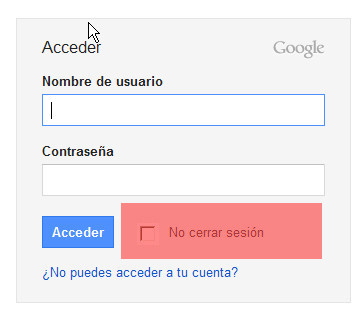 Acceder
Google
Nombre de usuario
Contraseña
Acceder
No cerrar sesión
¿No puedes acceder a tu cuenta?